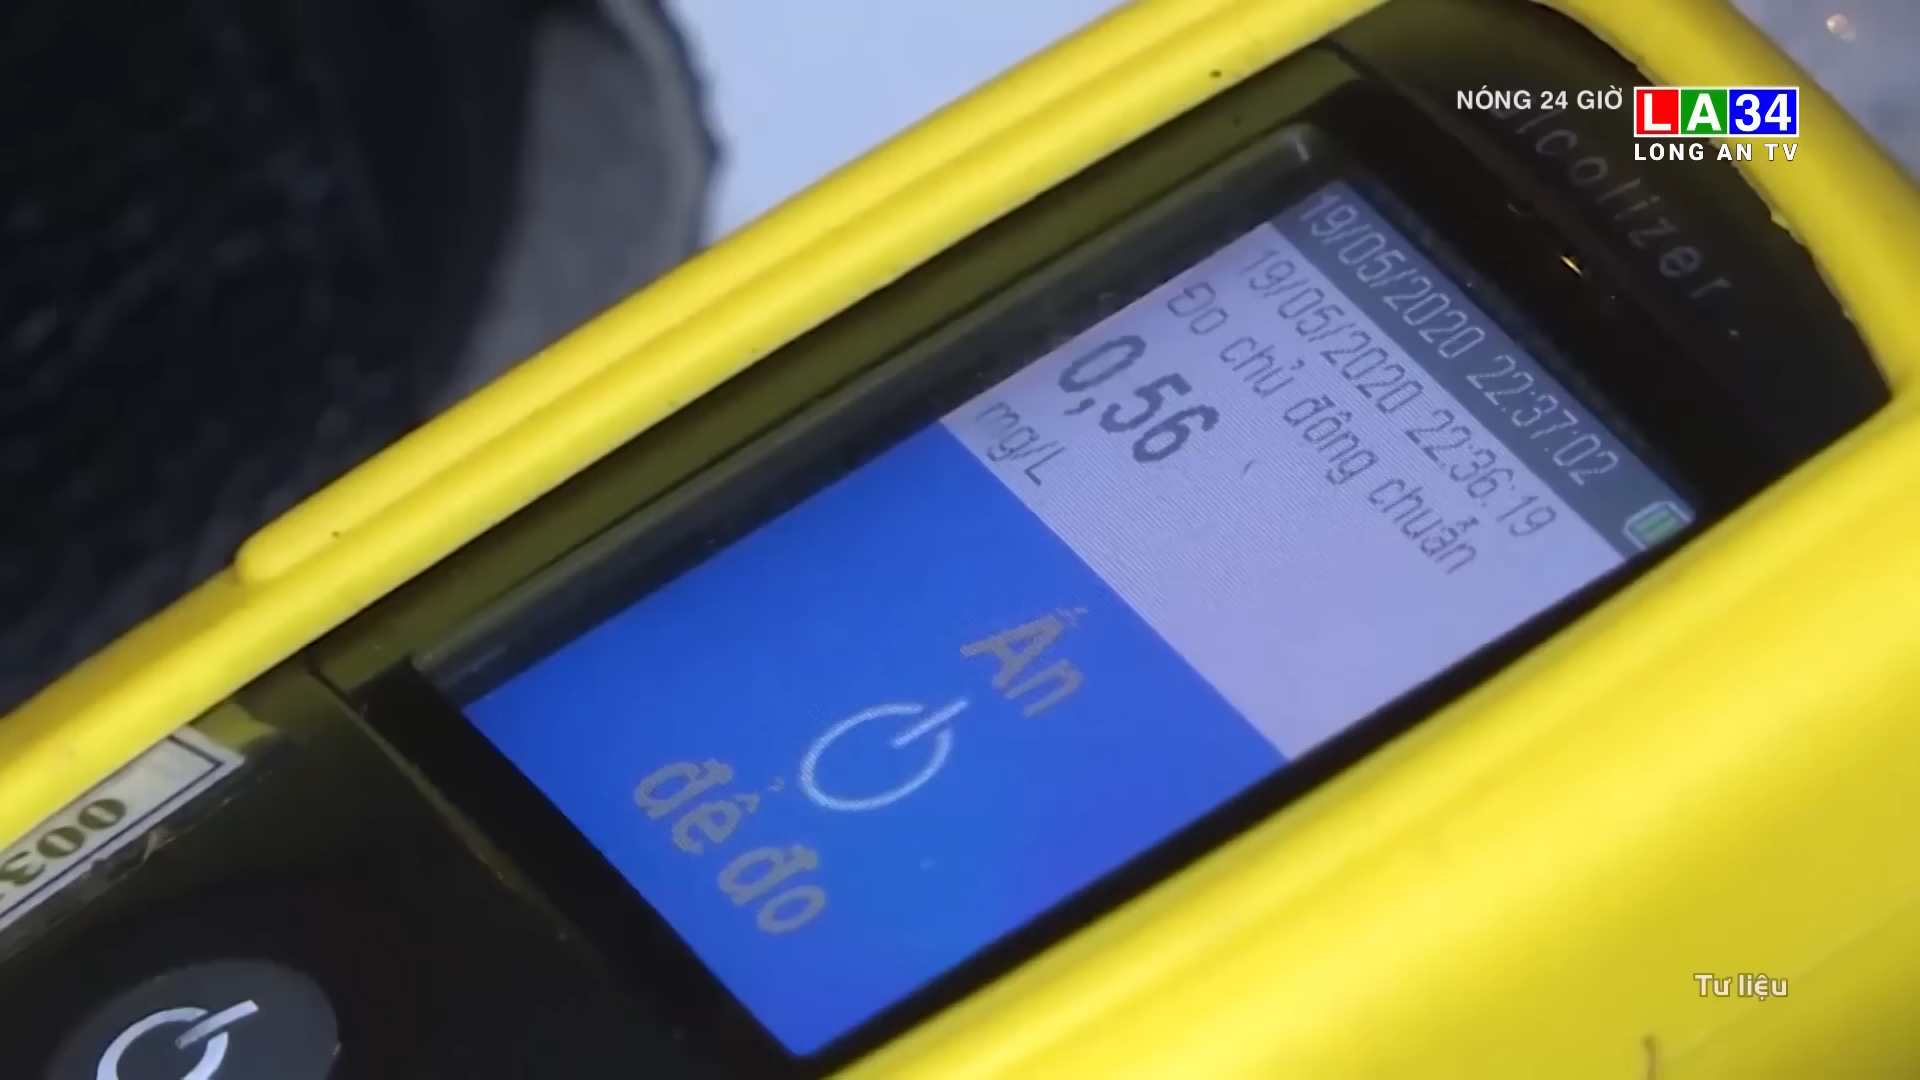 NÓNG 24 GIỜ
LA34
LONG AN TV
19/05/2020 22:37:02
19/05/2020 22:36:19
Đo chủ động chuẩn
0,56
mg/L
Ấn
để đo
Tư liệu